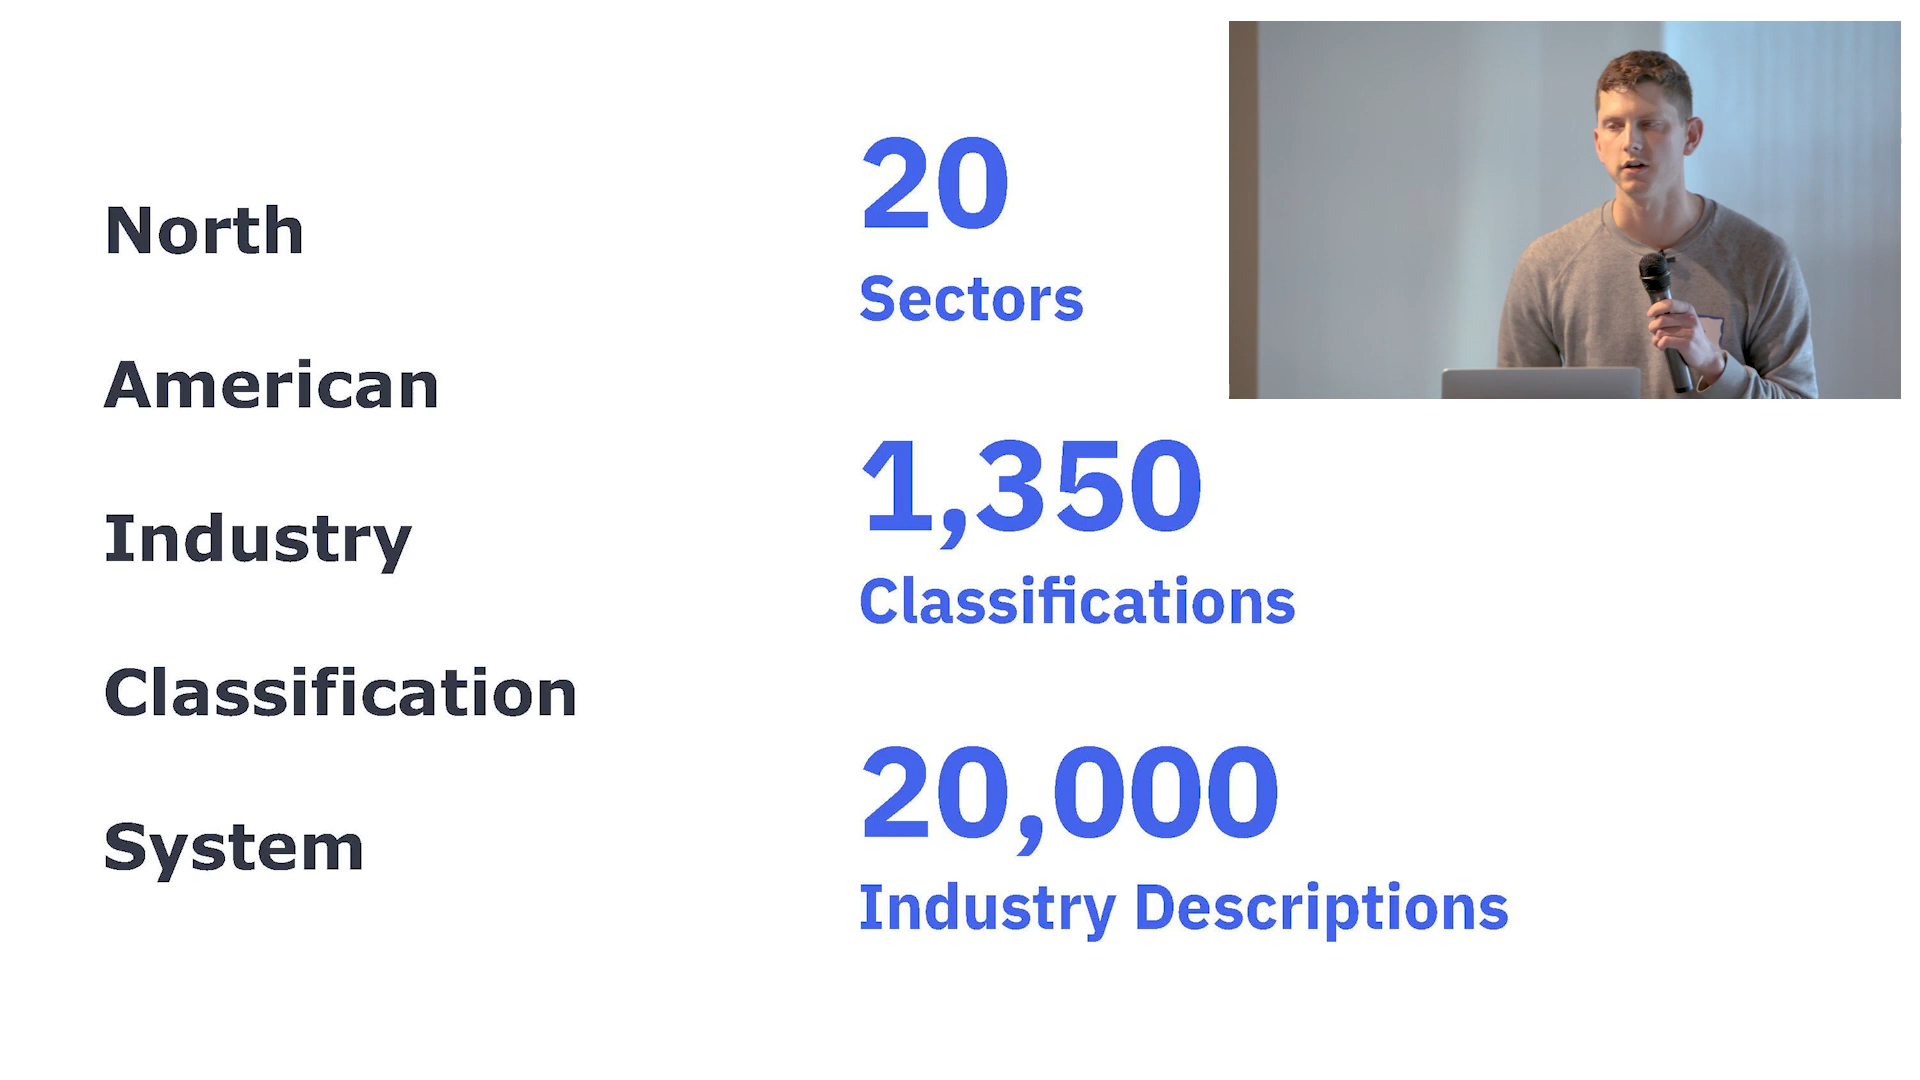 North
American
Industry
Classification
System
20
Sectors
1,350
Classifications
20,000
Industry Descriptions